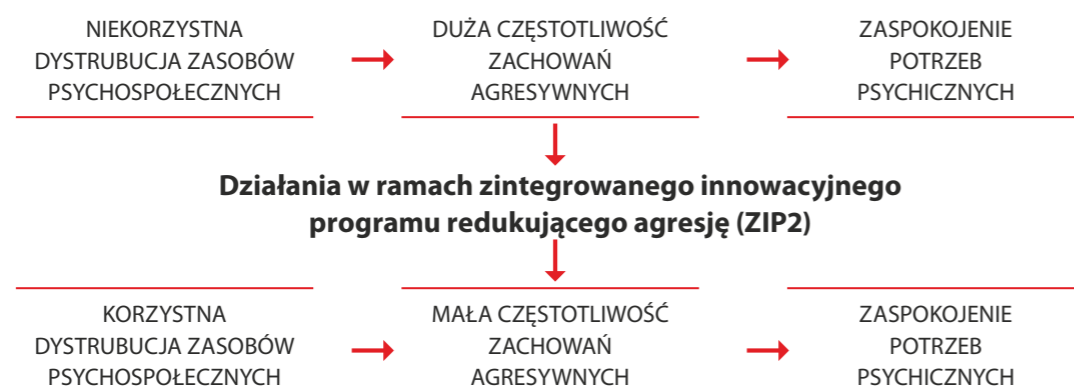 NIEKORZYSTNA
DYSTRUBUCJA ZASOBÓW
PSYCHOSPOŁECZNYCH
DUŻA CZĘSTOTLIWOŚĆ
ZACHOWAŃ
AGRESYWNYCH
ZASPOKOJENIE
POTRZEB
PSYCHICZNYCH
Działania w ramach zintegrowanego innowacyjnego
programu redukującego agresję (ZIP2)
KORZYSTNA
DYSTRUBUCJA ZASOBÓW
PSYCHOSPOŁECZNYCH
MAŁA CZĘSTOTLIWOŚĆ
ZACHOWAŃ
AGRESYWNYCH
ZASPOKOJENIE
POTRZEB
PSYCHICZNYCH